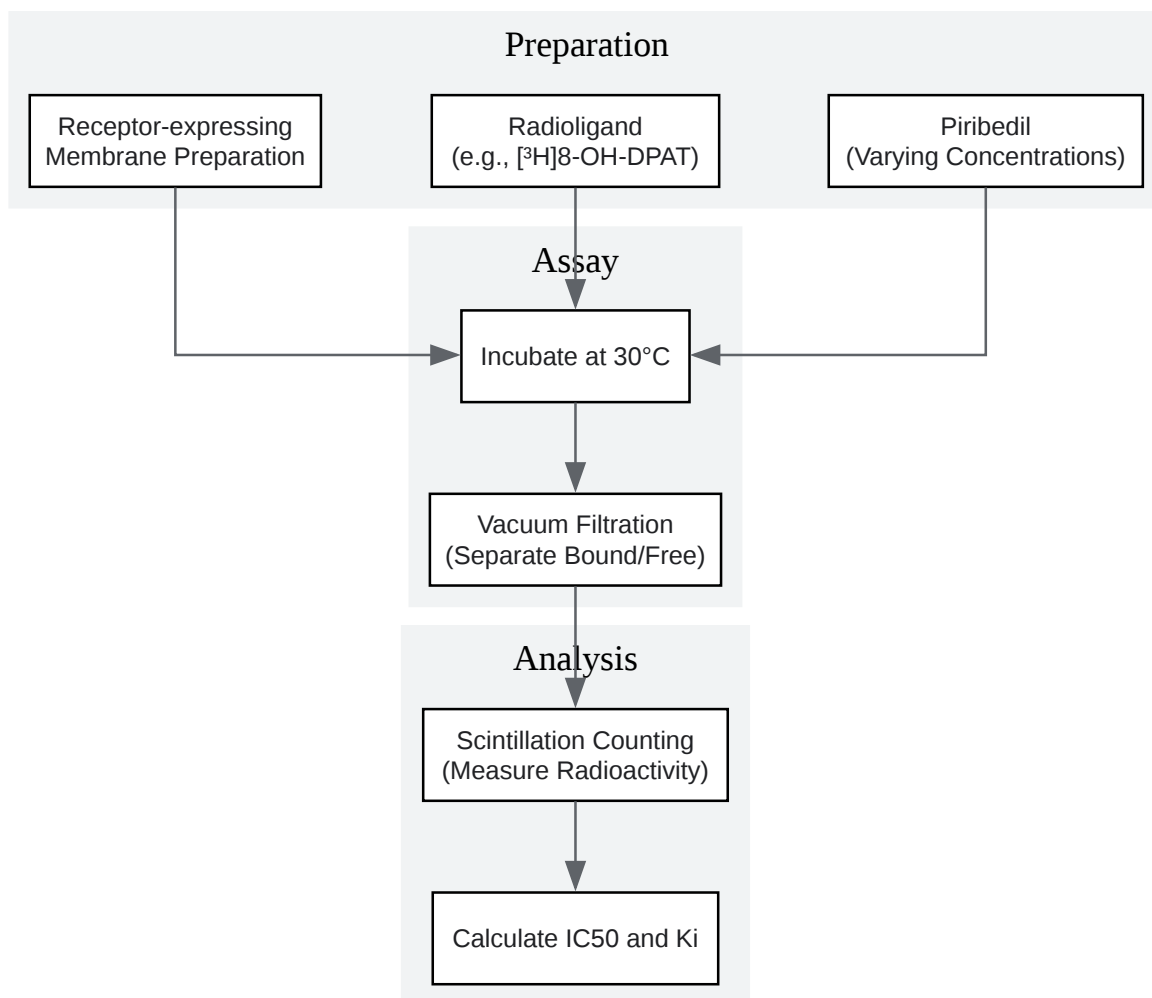 Preparation
Receptor-expressing
Membrane Preparation
Radioligand
(e.g., [³H]8-OH-DPAT)
Piribedil
(Varying Concentrations)
Assay
Incubate at 30°C
Vacuum Filtration
(Separate Bound/Free)
Analysis
Scintillation Counting
(Measure Radioactivity)
Calculate IC50 and Ki